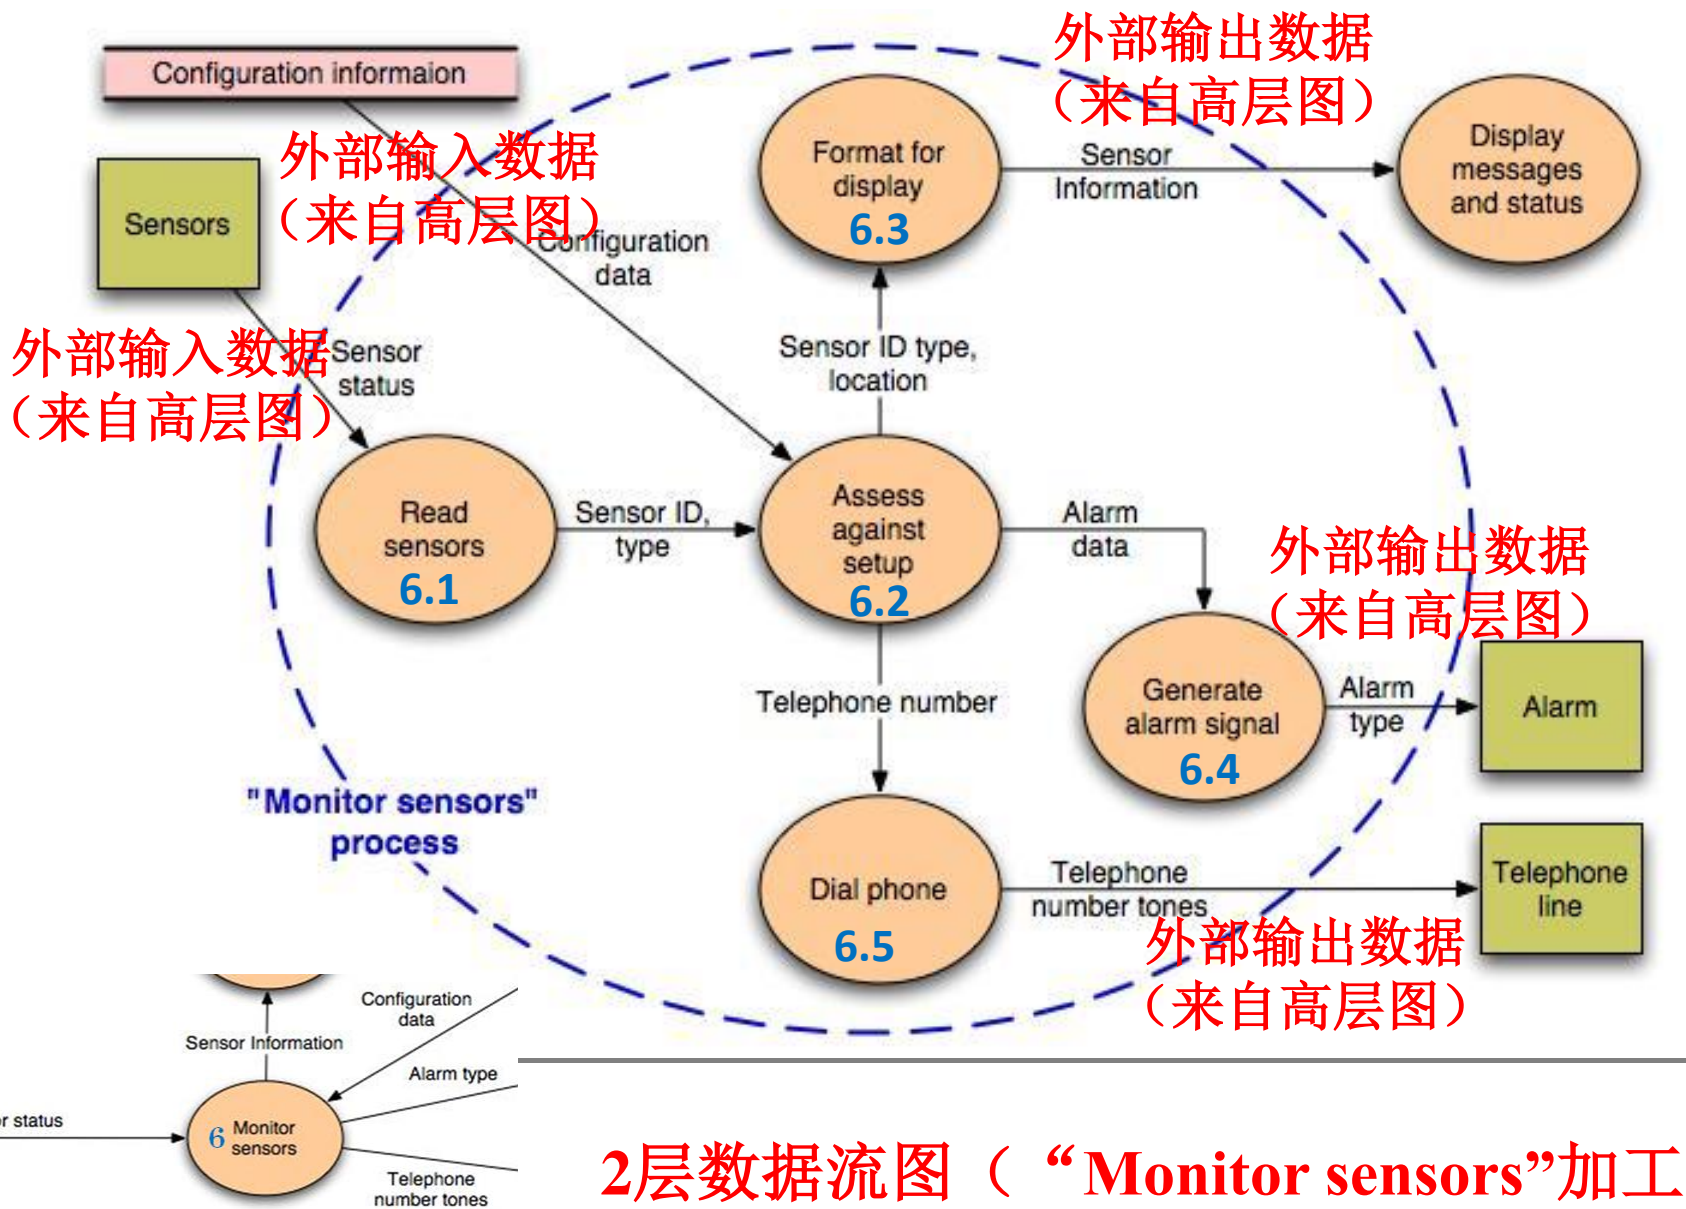 Configuration informaion
外部输出数据
（来自高层图）
外部输入数据
（来自高层图）
Sensors
Configuration
data
Format for
display
6.3
Sensor
Information
Display
messages
and status
外部输入数据
（来自高层图）
Sensor
status
Sensor ID type,
location
Read
sensors
6.1
Sensor ID,
type
Assess
against
setup
6.2
Alarm
data
外部输出数据
（来自高层图）
Telephone number
Generate
alarm signal
6.4
Alarm
type
Alarm
"Monitor sensors"
process
Dial phone
6.5
Telephone
number tones
Telephone
line
外部输出数据
（来自高层图）
Configuration
data
Sensor Information
Alarm type
r status
6 Monitor
sensors
Telephone
number tones
2层数据流图（“Monitor sensors”加工